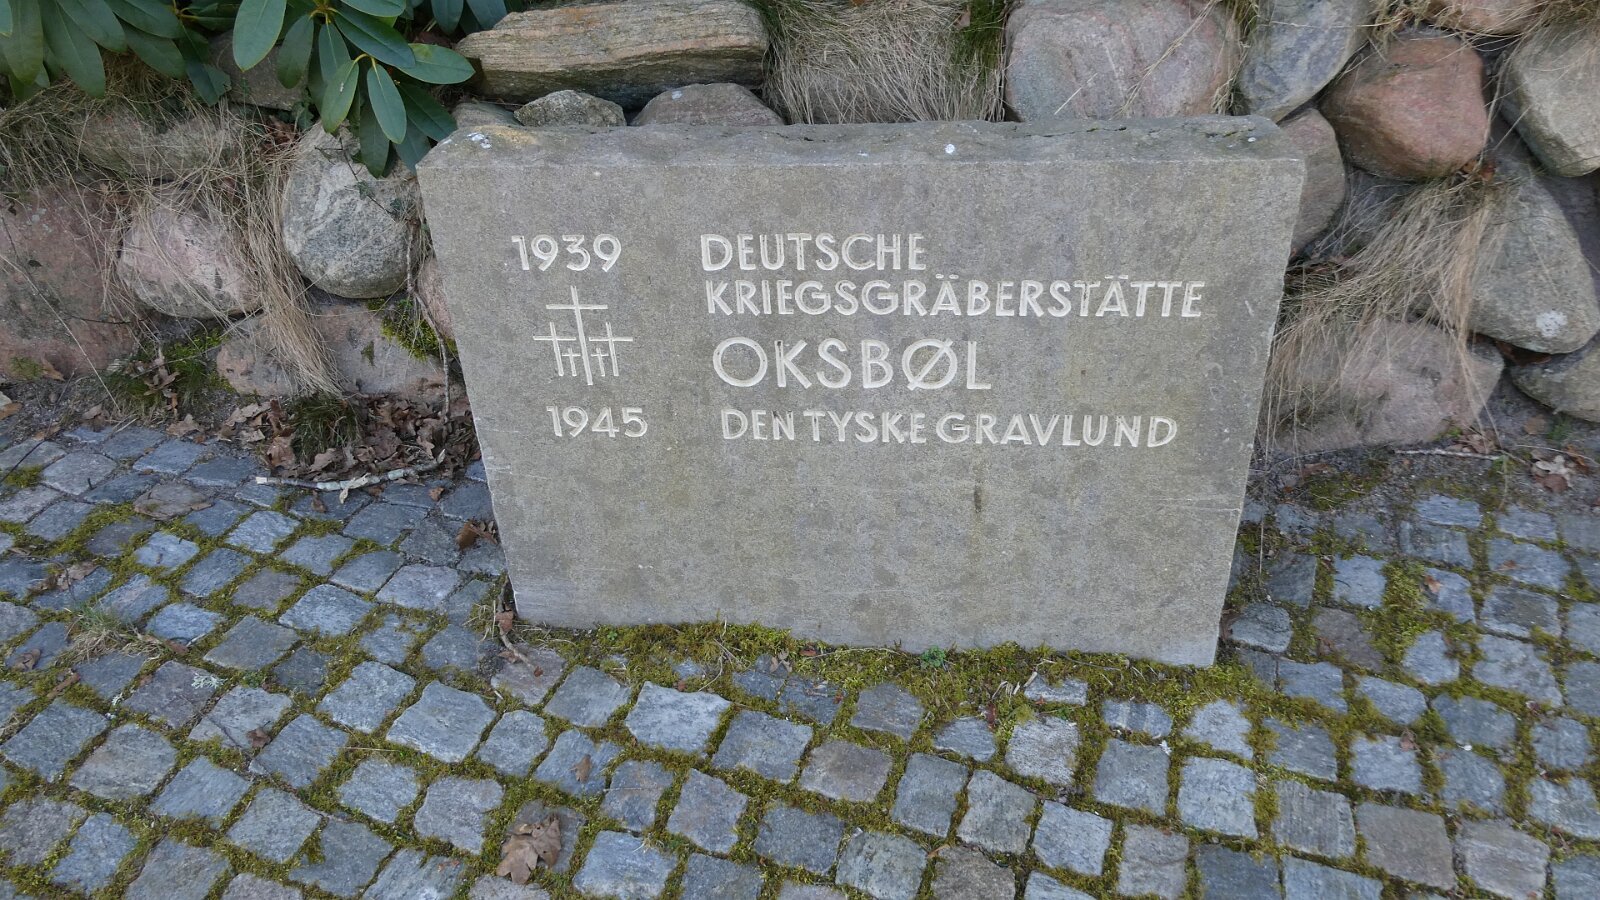 1939
1945
DEUTSCHE
KRIEGSGRÄBERSTÄTTE
OKSBØL
DEN TYSKE GRAVLUND